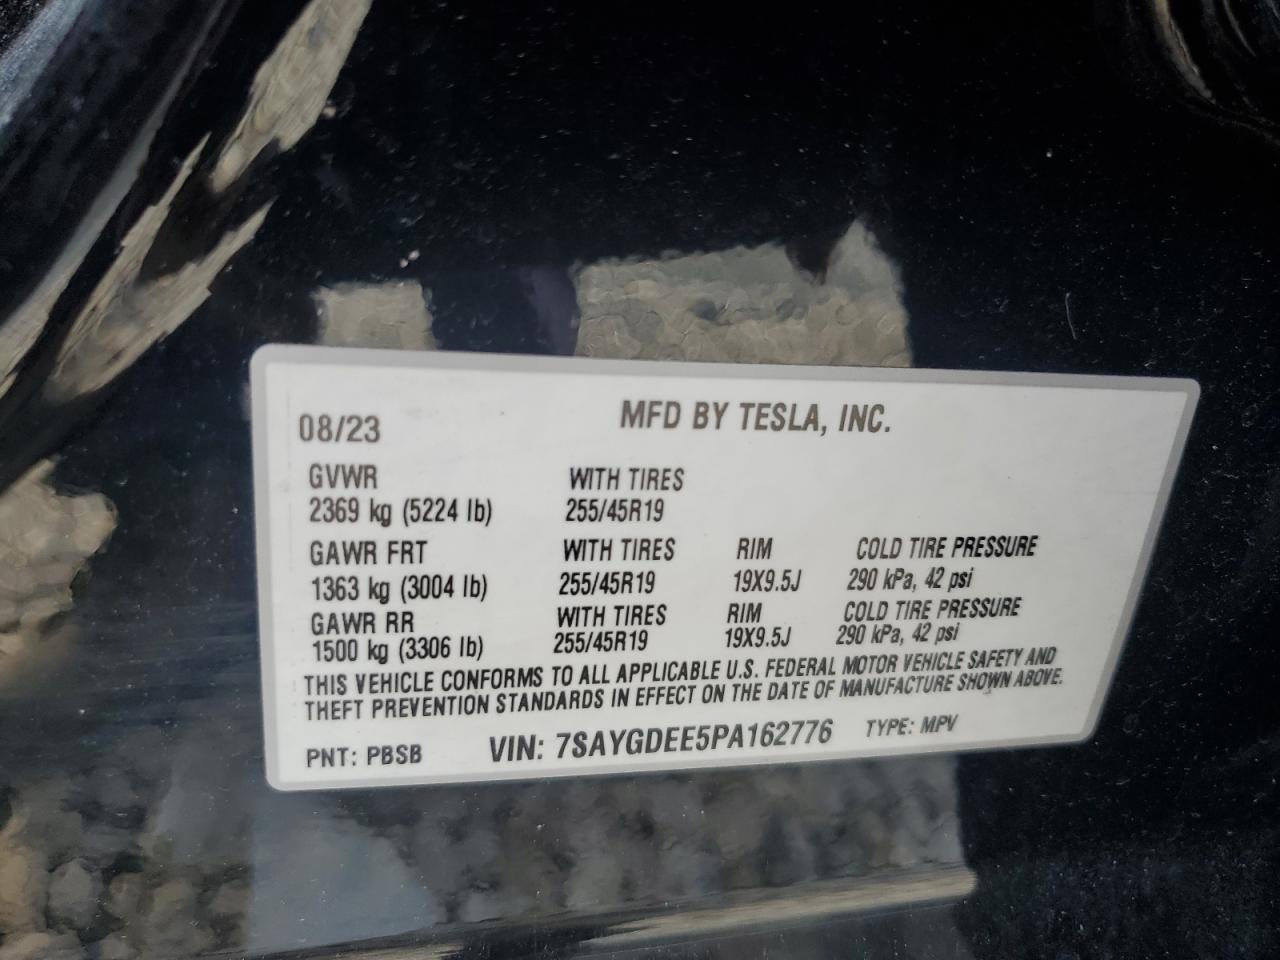 08/23 MFD BY TESLA, INC.
GVWR WITH TIRES
2369 kg (5224 lb) 255/45R19
GAWR FRT WITH TIRES RIM COLD TIRE PRESSURE
1363 kg (3004 lb) 255/45R19 19X9.5J 290 kPa, 42 psi
GAWR RR WITH TIRES RIM COLD TIRE PRESSURE
1500 kg (3306 lb) 255/45R19 19X9.5J 290 kPa, 42 psi
THIS VEHICLE CONFORMS TO ALL APPLICABLE U.S. FEDERAL MOTOR VEHICLE SAFETY AND
THEFT PREVENTION STANDARDS IN EFFECT ON THE DATE OF MANUFACTURE SHOWN ABOVE.
PNT: PBSB VIN: 7SAYGDEE5PA162776 TYPE: MPV